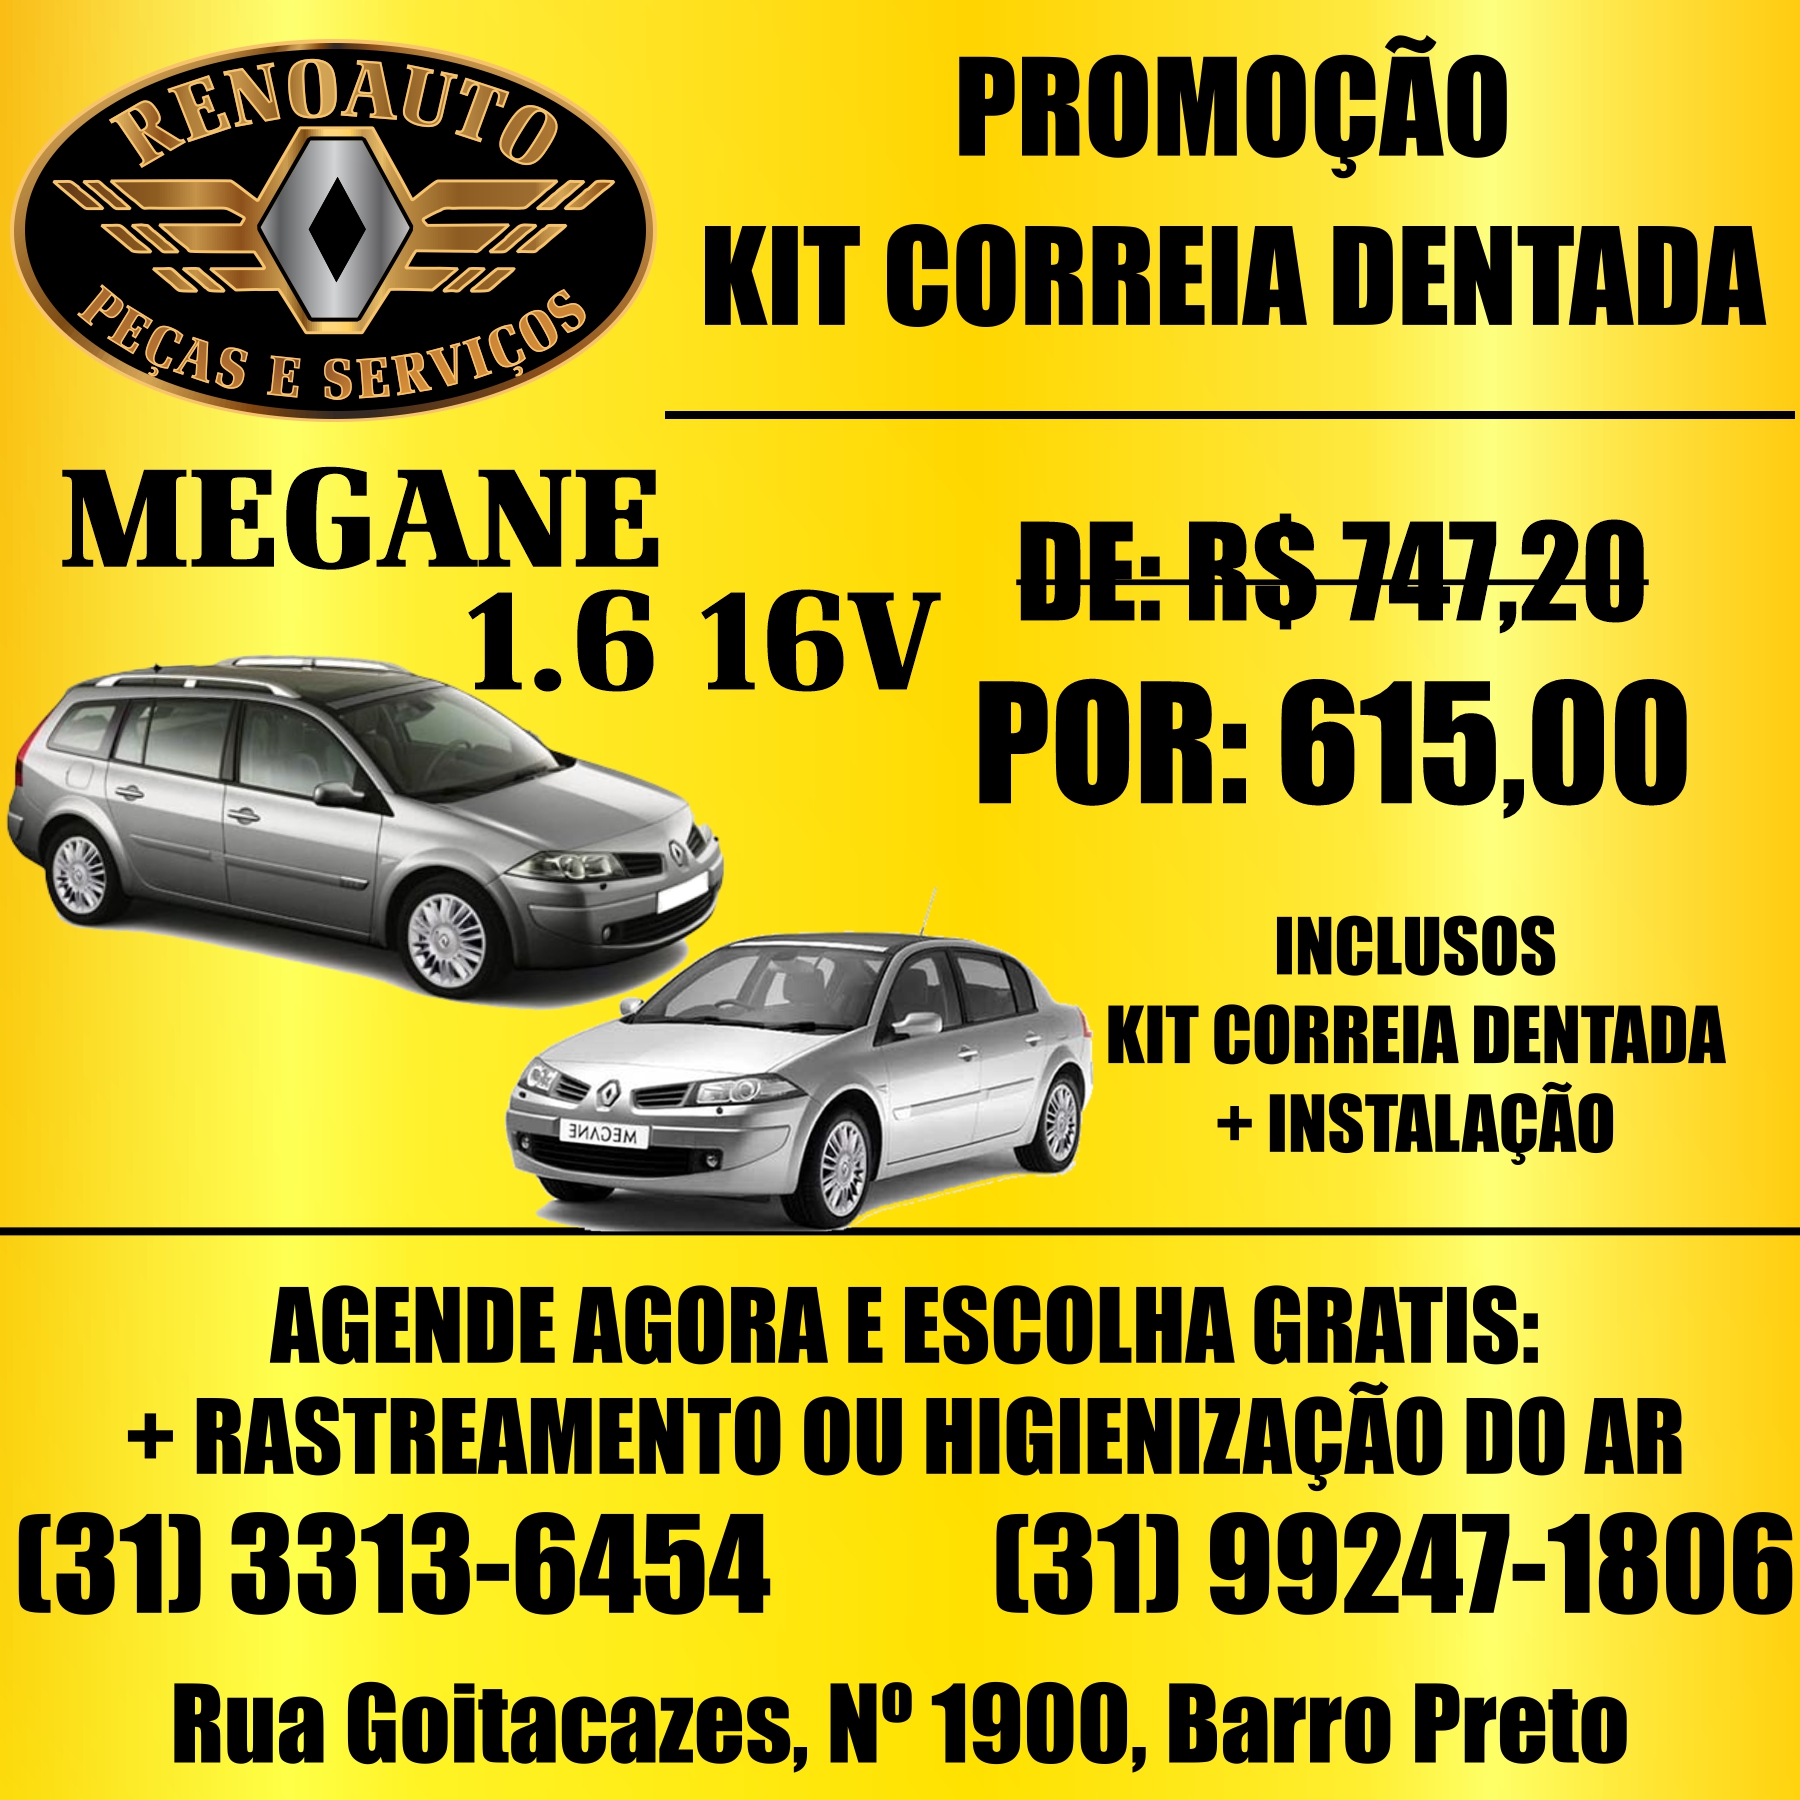 RENOAUTO
PEÇAS E SERVIÇOS
PROMOÇÃO
KIT CORREIA DENTADA
MEGANE
1.6 16V
DE: R$ 747,20
POR: 615,00
INCLUSOS
KIT CORREIA DENTADA
+ INSTALAÇÃO
MEGANE
AGENDE AGORA E ESCOLHA GRATIS:
+ RASTREAMENTO OU HIGIENIZAÇÃO DO AR
(31) 3313-6454 (31) 99247-1806
Rua Goitacazes, Nº 1900, Barro Preto